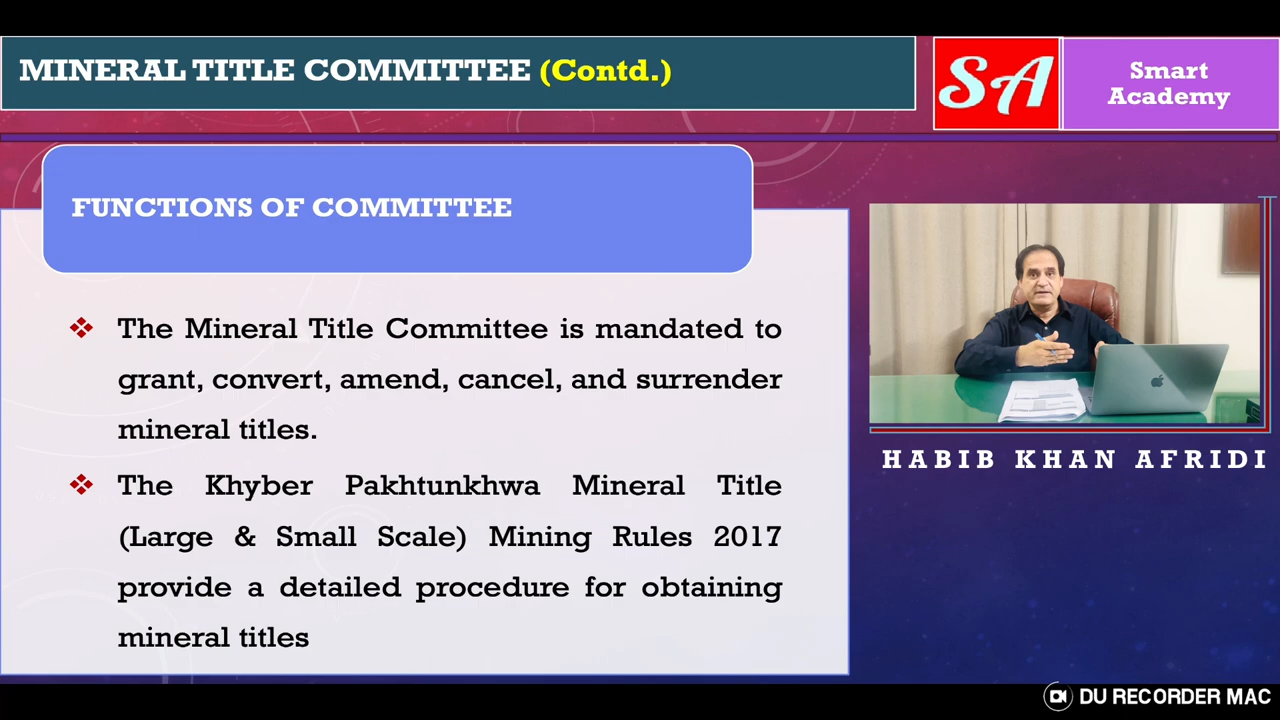 MINERAL TITLE COMMITTEE (Contd.)
SA
Smart
Academy
FUNCTIONS OF COMMITTEE
The Mineral Title Committee is mandated to
grant, convert, amend, cancel, and surrender
mineral titles.
The Khyber Pakhtunkhwa Mineral Title
(Large & Small Scale) Mining Rules 2017
provide a detailed procedure for obtaining
mineral titles
HABIB KHAN AFRIDI
DU RECORDER MAC